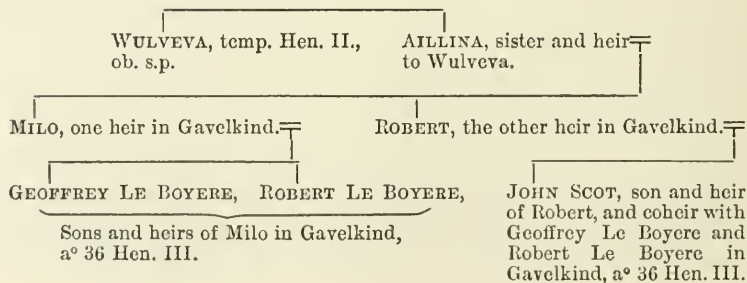 WULVEVA, temp. Hen. II.,
ob. s.p.
AILLINA, sister and heir
to Wulveva.
MILO, one heir in Gavelkind.
ROBERT, the other heir in Gavelkind.
GEOFFREY LE BOYERE, ROBERT LE BOYERE,
Sons and heirs of Milo in Gavelkind,
aº 36 Hen. III.
JOHN SCOT, son and heir
of Robert, and coheir with
Geoffrey Le Boyere and
Robert Le Boyere in
Gavelkind, aº 36 Hen. III.